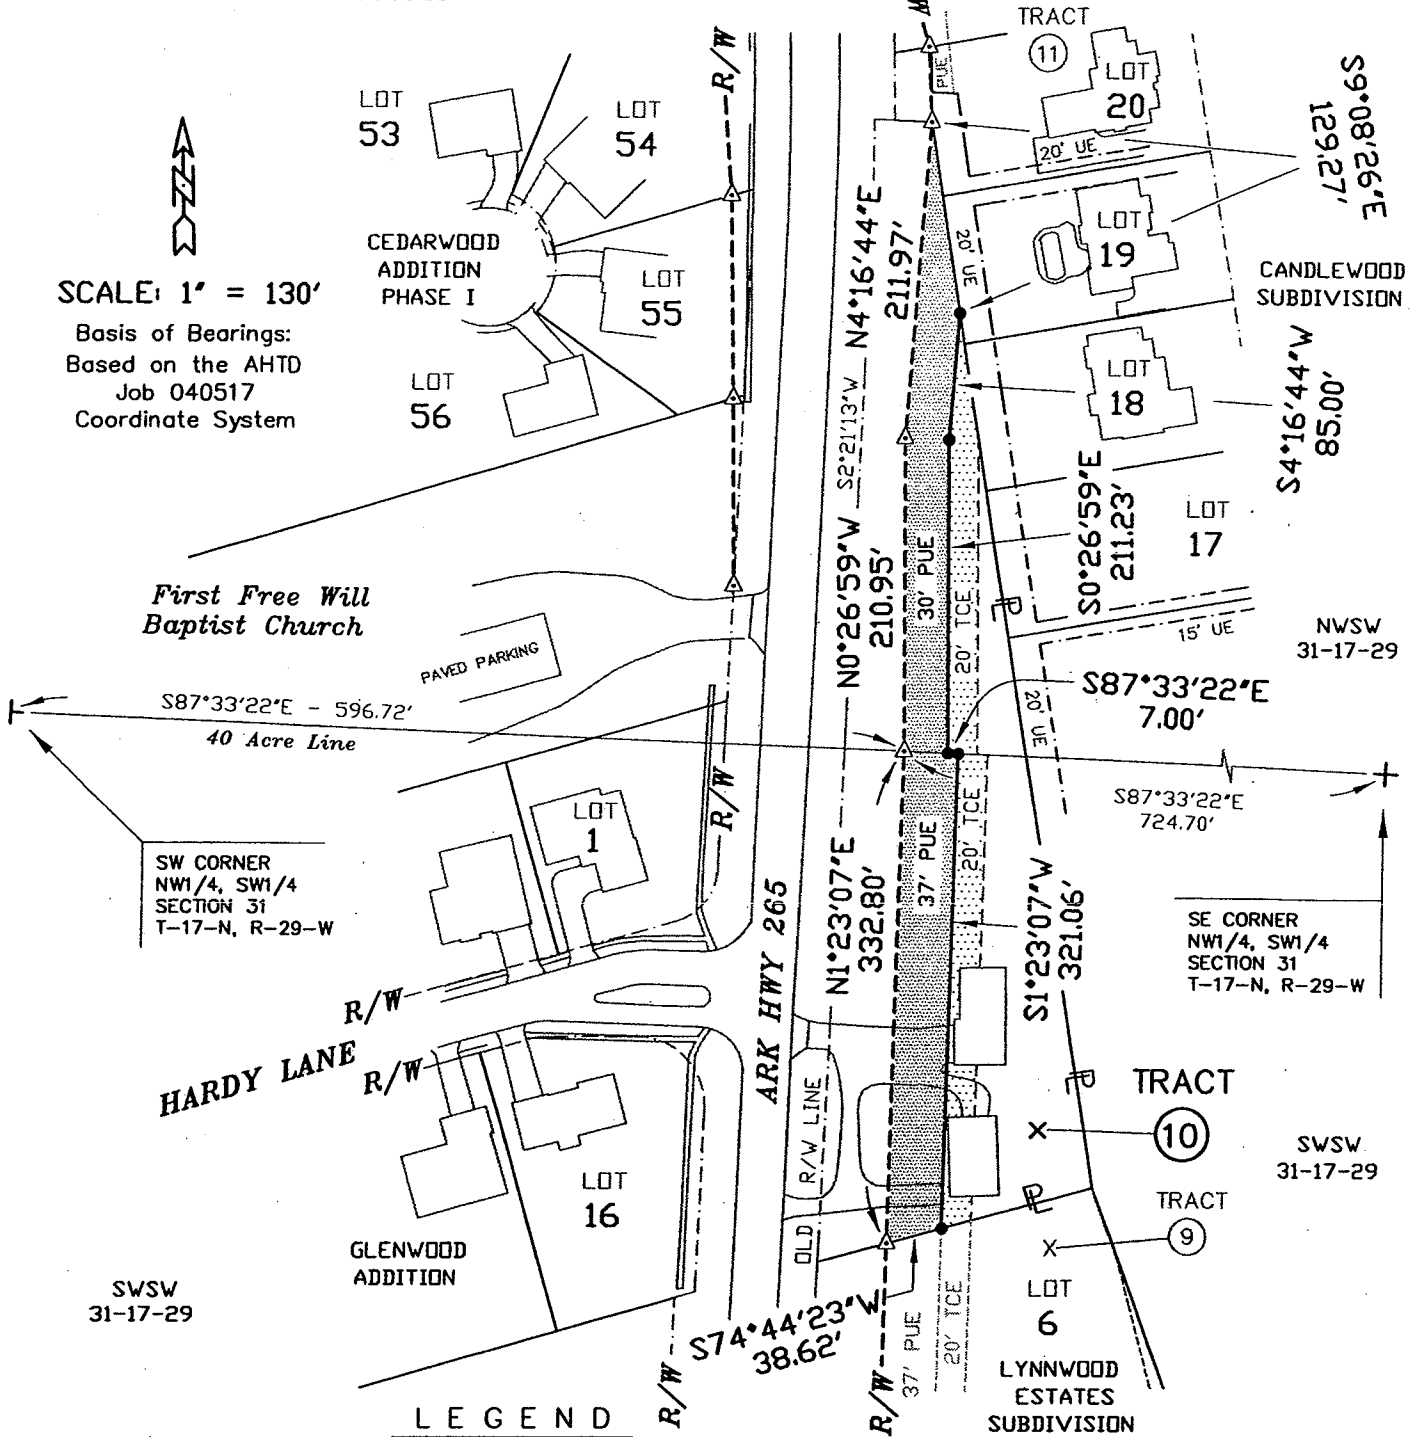 R/W
W
TRACT
11
PUE
LOT
20
20' UE
S9°08'26"E
129.27'
LOT
53
LOT
54
N
CEDARWOOD
ADDITION
PHASE I
LOT
55
LOT
56
SCALE: 1" = 130'
Basis of Bearings:
Based on the AHTD
Job 040517
Coordinate System
N4°16'44"E
211.97'
20' UE
LOT
19
CANDLEWOOD
SUBDIVISION
LOT
18
S4°16'44"W
85.00'
S2°21'13"W
N0°26'59"W
210.95'
30' PUE
20' TCE
S0°26'59"E
211.23'
LOT
17
PL
15' UE
NWSW
31-17-29
First Free Will
Baptist Church
PAVED PARKING
S87°33'22"E - 596.72'
40 Acre Line
S87°33'22"E
7.00'
20' UE
S87°33'22"E
724.70'
R/W
LOT
1
SW CORNER
NW1/4, SW1/4
SECTION 31
T-17-N, R-29-W
N1°23'07"E
332.80'
37' PUE
20' TCE
S1°23'07"W
321.06'
SE CORNER
NW1/4, SW1/4
SECTION 31
T-17-N, R-29-W
ARK HWY 265
R/W
HARDY LANE
R/W
OLD R/W LINE
PL
TRACT
10
SWSW
31-17-29
LOT
16
PL
TRACT
9
GLENWOOD
ADDITION
SWSW
31-17-29
LOT
6
S74°44'23"W
38.62'
R/W
R/W
37' PUE
20' TCE
LYNNWOOD
ESTATES
SUBDIVISION
LEGEND